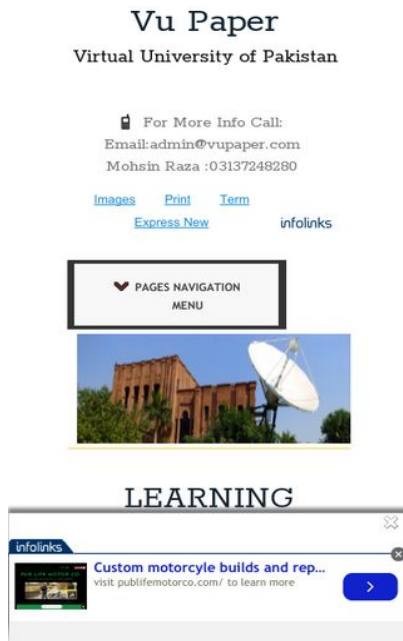 Vu Paper
Virtual University of Pakistan
For More Info Call:
Email:admin@vupaper.com
Mohsin Raza :03137248280
Images Print Term
Express New infolinks
PAGES NAVIGATION
MENU
LEARNING
infolinks
Custom motorcyle builds and rep...
visit publifemotorco.com/ to learn more